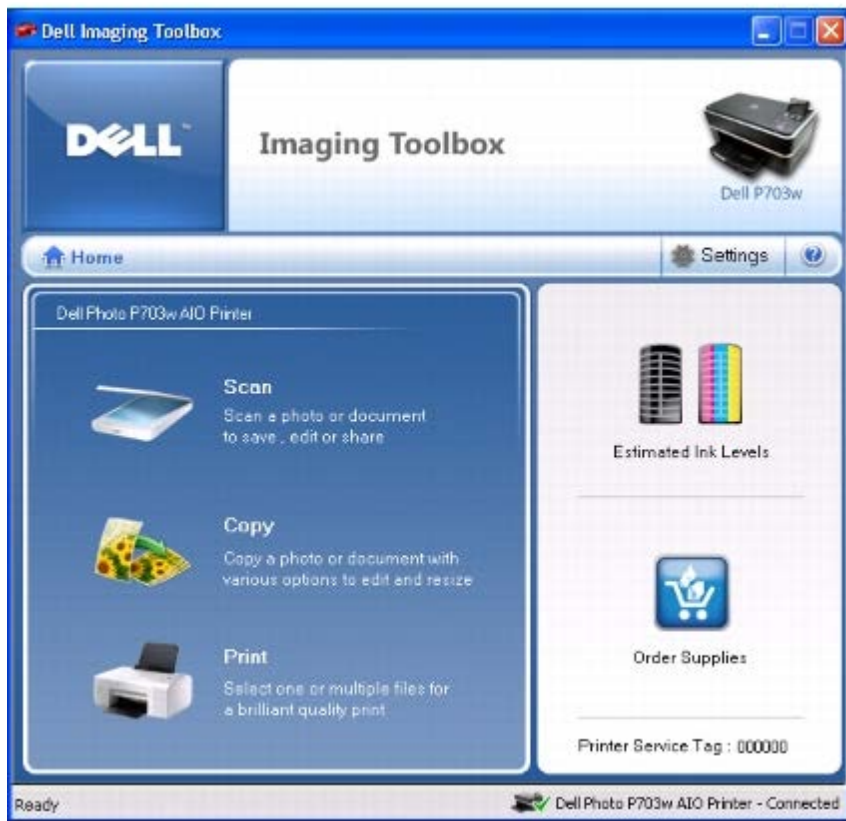 Dell Imaging Toolbox
DELL™
Imaging Toolbox
Dell P703w
Home
Settings
?
Dell Photo P703w AIO Printer
Scan
Scan a photo or document
to save , edit or share
Estimated Ink Levels
Copy
Copy a photo or document with
various options to edit and resize
Print
Select one or multiple files for
a brilliant quality print
Order Supplies
Printer Service Tag : 000000
Ready
Dell Photo P703w AIO Printer - Connected